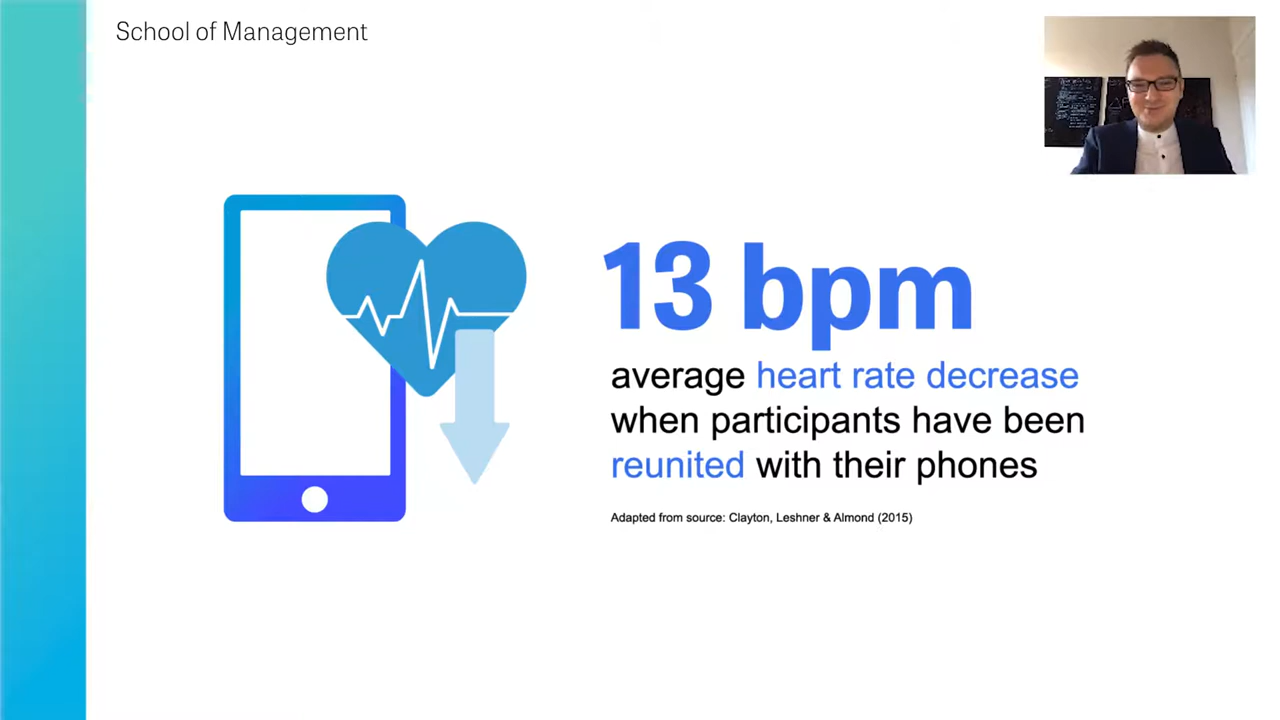 School of Management
13 bpm
average heart rate decrease
when participants have been
reunited with their phones
Adapted from source: Clayton, Leshner & Almond (2015)